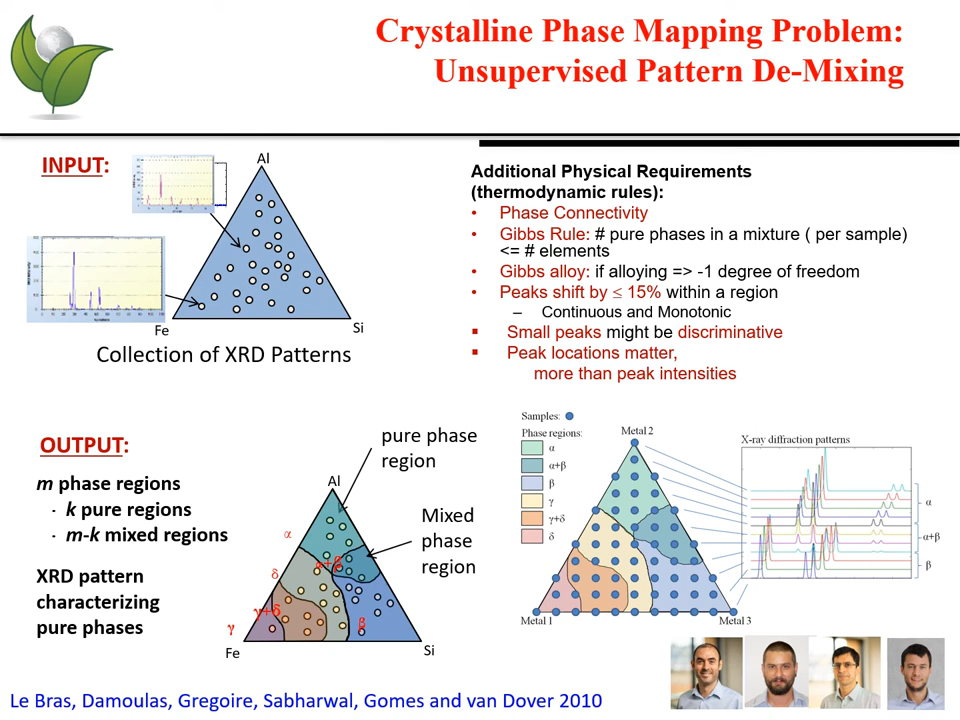 Crystalline Phase Mapping Problem:
Unsupervised Pattern De-Mixing
INPUT:
Al
Fe
Si
Collection of XRD Patterns
Additional Physical Requirements
(thermodynamic rules):
• Phase Connectivity
• Gibbs Rule: # pure phases in a mixture ( per sample)
<= # elements
• Gibbs alloy: if alloying => -1 degree of freedom
• Peaks shift by ≤ 15% within a region
– Continuous and Monotonic
▪ Small peaks might be discriminative
▪ Peak locations matter,
more than peak intensities
OUTPUT:
m phase regions
· k pure regions
· m-k mixed regions
XRD pattern
characterizing
pure phases
pure phase
region
Mixed
phase
region
Al
α
α+β
δ
γ+δ
γ
β
Fe
Si
Samples:
Phase regions:
α
α+β
β
γ
γ+δ
δ
Metal 2
Metal 1
Metal 3
X-ray diffraction patterns
α
α+β
β
Le Bras, Damoulas, Gregoire, Sabharwal, Gomes and van Dover 2010